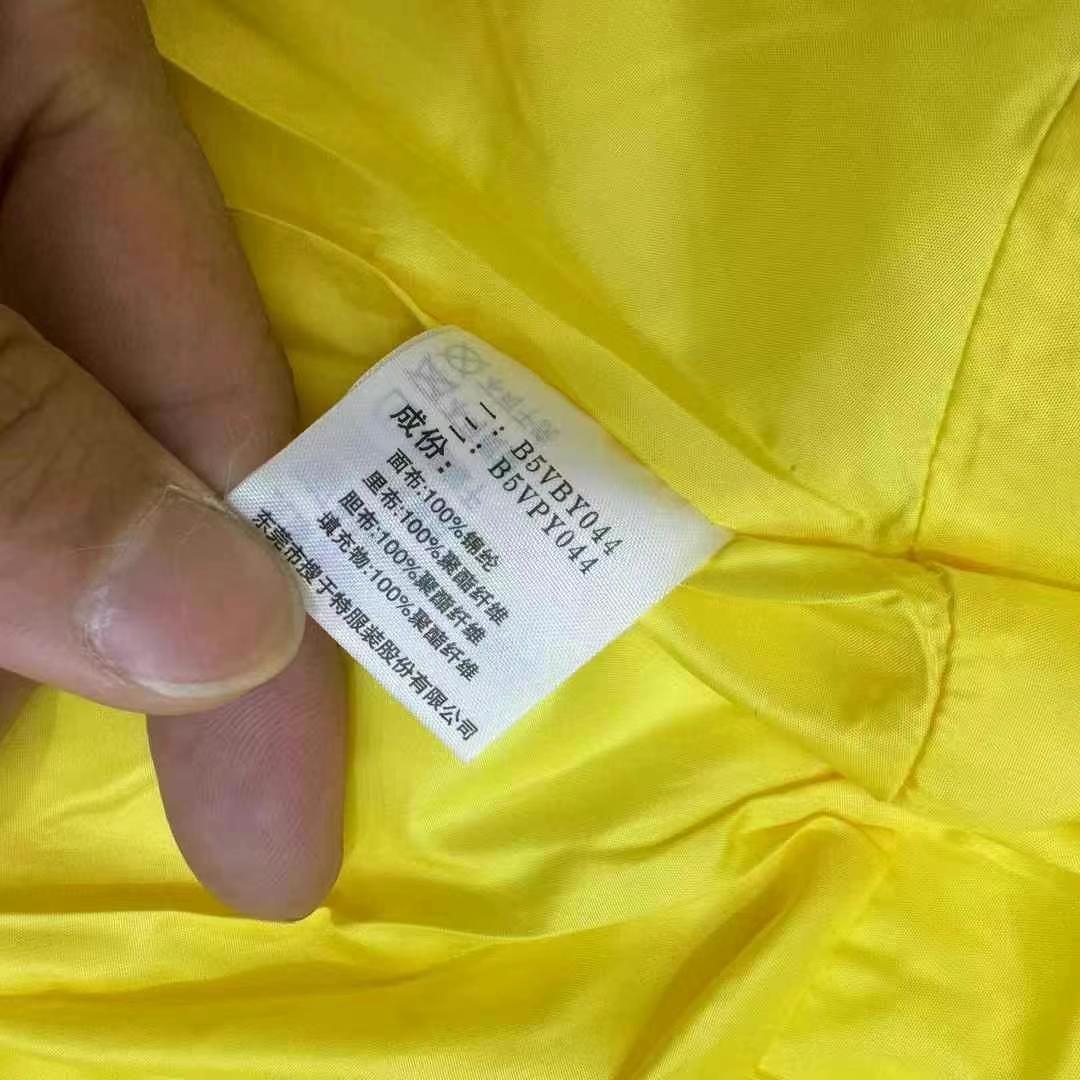 一：B5VBY044
二：B5VPY044
成份：
面布:100%锦纶
里布:100%聚酯纤维
胆布:100%聚酯纤维
填充物:100%聚酯纤维
东莞市搜于特服装股份有限公司